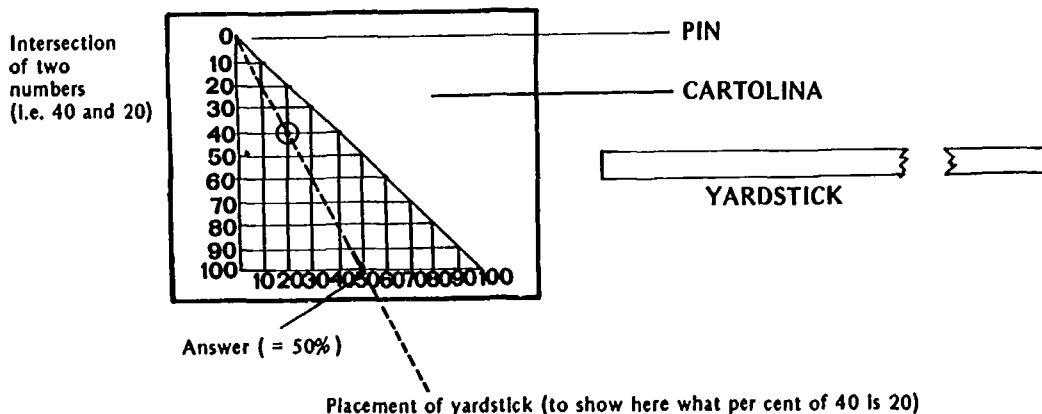 Intersection
of two
numbers
(i.e. 40 and 20)
0
10
20
30
40
50
60
70
80
90
100
10 20 30 40 50 60 70 80 90 100
PIN
CARTOLINA
YARDSTICK
Answer ( = 50%)
Placement of yardstick (to show here what per cent of 40 is 20)